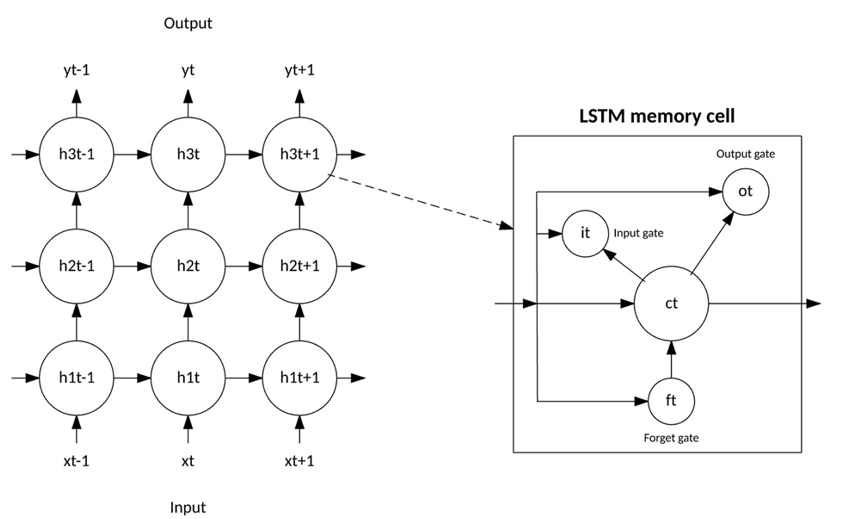 Output
yt-1 yt yt+1
h3t-1 h3t h3t+1
h2t-1 h2t h2t+1
h1t-1 h1t h1t+1
xt-1 xt xt+1
Input
LSTM memory cell
Output gate
ot
it Input gate
ct
ft
Forget gate